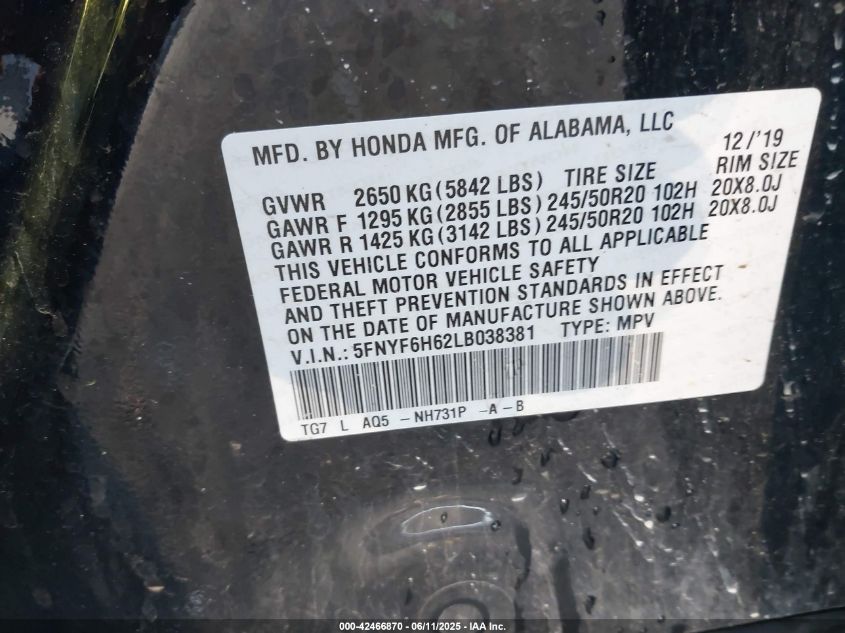 MFD. BY HONDA MFG. OF ALABAMA, LLC 12/'19
GVWR 2650 KG (5842 LBS) TIRE SIZE RIM SIZE
GAWR F 1295 KG (2855 LBS) 245/50R20 102H 20X8.0J
GAWR R 1425 KG (3142 LBS) 245/50R20 102H 20X8.0J
THIS VEHICLE CONFORMS TO ALL APPLICABLE
FEDERAL MOTOR VEHICLE SAFETY
AND THEFT PREVENTION STANDARDS IN EFFECT
ON THE DATE OF MANUFACTURE SHOWN ABOVE.
V.I.N.: 5FNYF6H62LB038381 TYPE: MPV
TG7 L AQ5 -NH731P -A-B
000-42466870 - 06/11/2025 - IAA Inc.